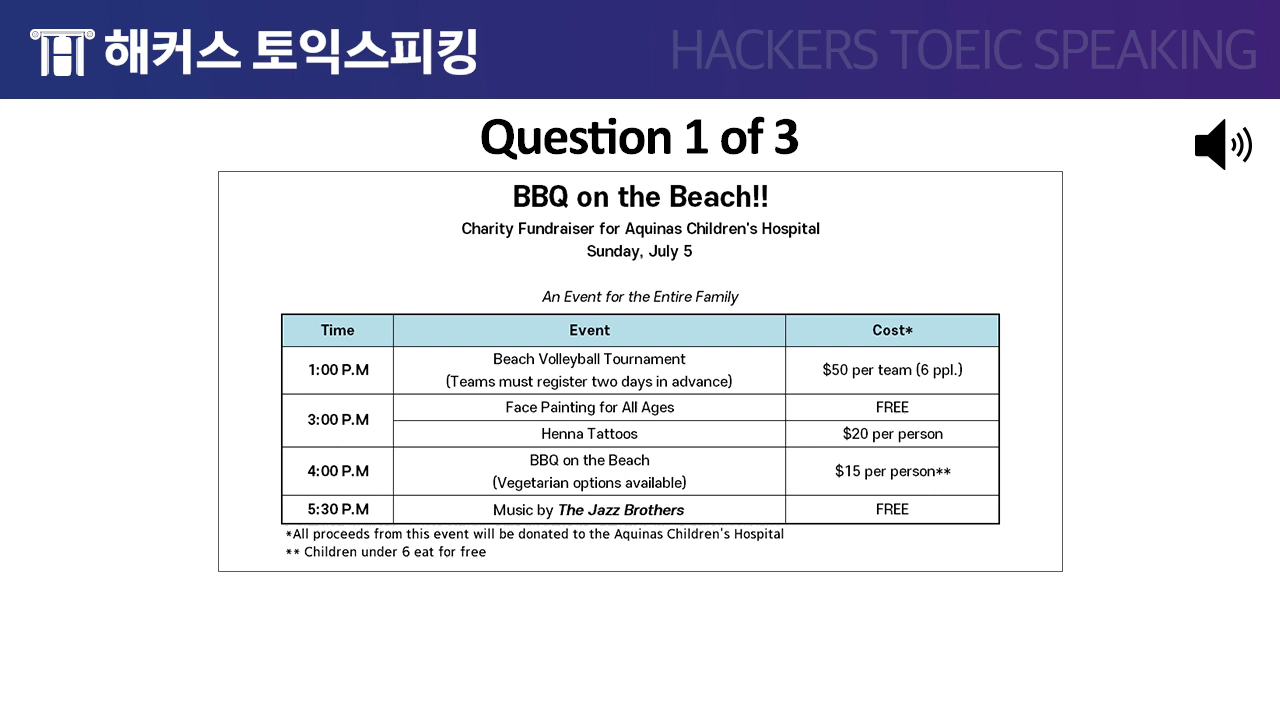 해커스 토익스피킹
HACKERS TOEIC SPEAKING
Question 1 of 3
BBQ on the Beach!!
Charity Fundraiser for Aquinas Children's Hospital
Sunday, July 5
An Event for the Entire Family
Time Event Cost*
1:00 P.M Beach Volleyball Tournament
(Teams must register two days in advance) $50 per team (6 ppl.)
3:00 P.M Face Painting for All Ages FREE
Henna Tattoos $20 per person
4:00 P.M BBQ on the Beach
(Vegetarian options available) $15 per person**
5:30 P.M Music by The Jazz Brothers FREE
*All proceeds from this event will be donated to the Aquinas Children's Hospital
** Children under 6 eat for free